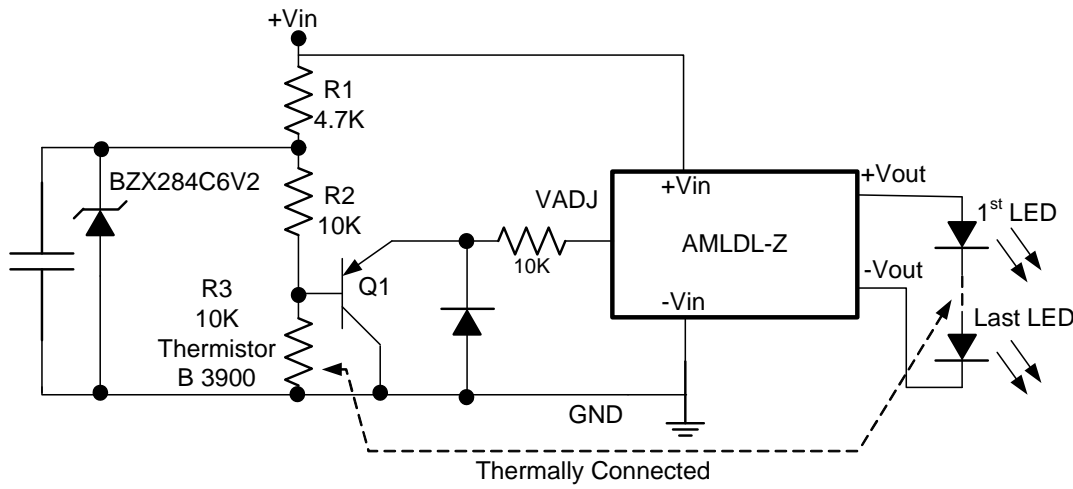 +Vin
R1
4.7K
BZX284C6V2
R2
10K
VADJ
+Vin
+Vout
1st LED
10K
AMLDL-Z
Q1
-Vin
-Vout
R3
10K
Thermistor
B 3900
Last LED
GND
Thermally Connected